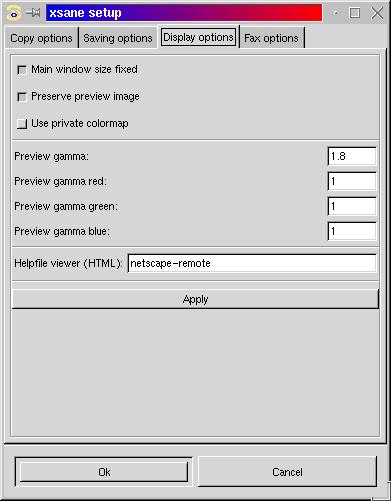 xsane setup
Copy options Saving options Display options Fax options
Main window size fixed
Preserve preview image
Use private colormap
Preview gamma: 1.8
Preview gamma red: 1
Preview gamma green: 1
Preview gamma blue: 1
Helpfile viewer (HTML): netscape-remote
Apply
Ok Cancel